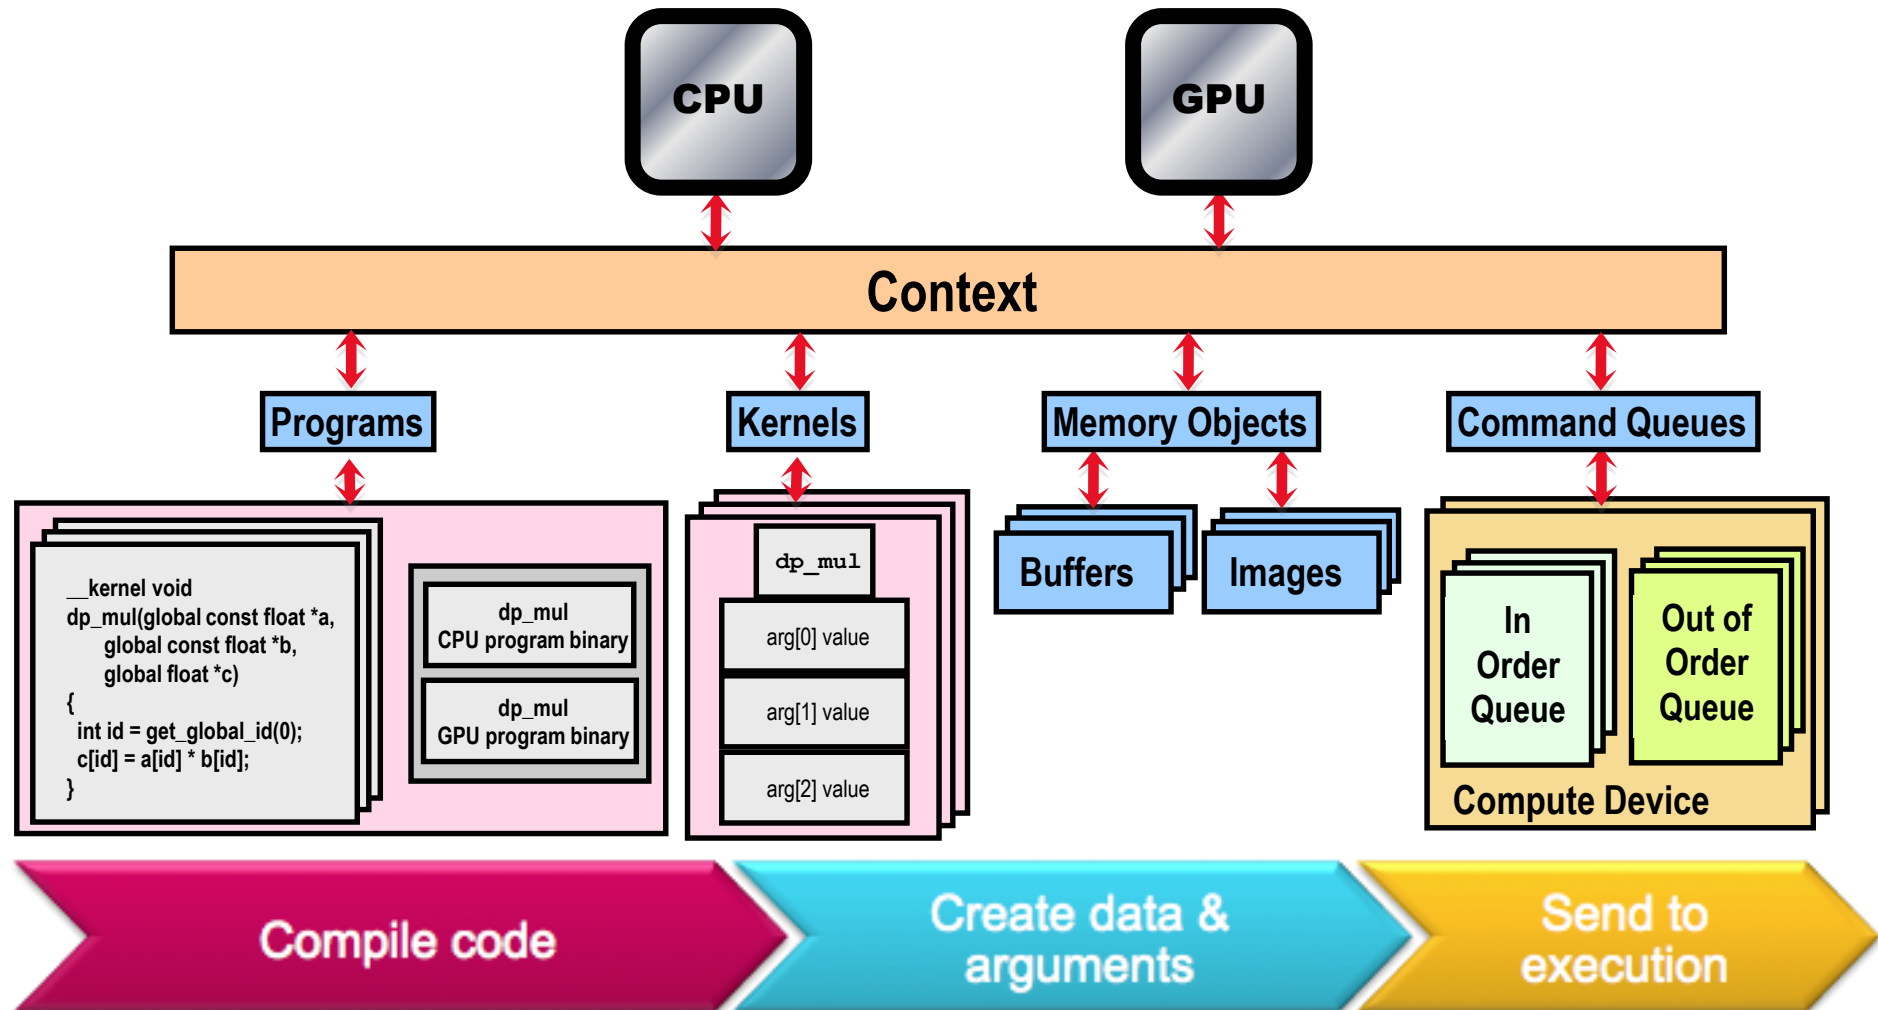 CPU
GPU
Context
Programs
Kernels
Memory Objects
Command Queues
__kernel void
dp_mul(global const float *a,
global const float *b,
global float *c)
{
int id = get_global_id(0);
c[id] = a[id] * b[id];
}
dp_mul
CPU program binary
dp_mul
GPU program binary
dp_mul
arg[0] value
arg[1] value
arg[2] value
Buffers
Images
In
Order
Queue
Out of
Order
Queue
Compute Device
Compile code
Create data &
arguments
Send to
execution